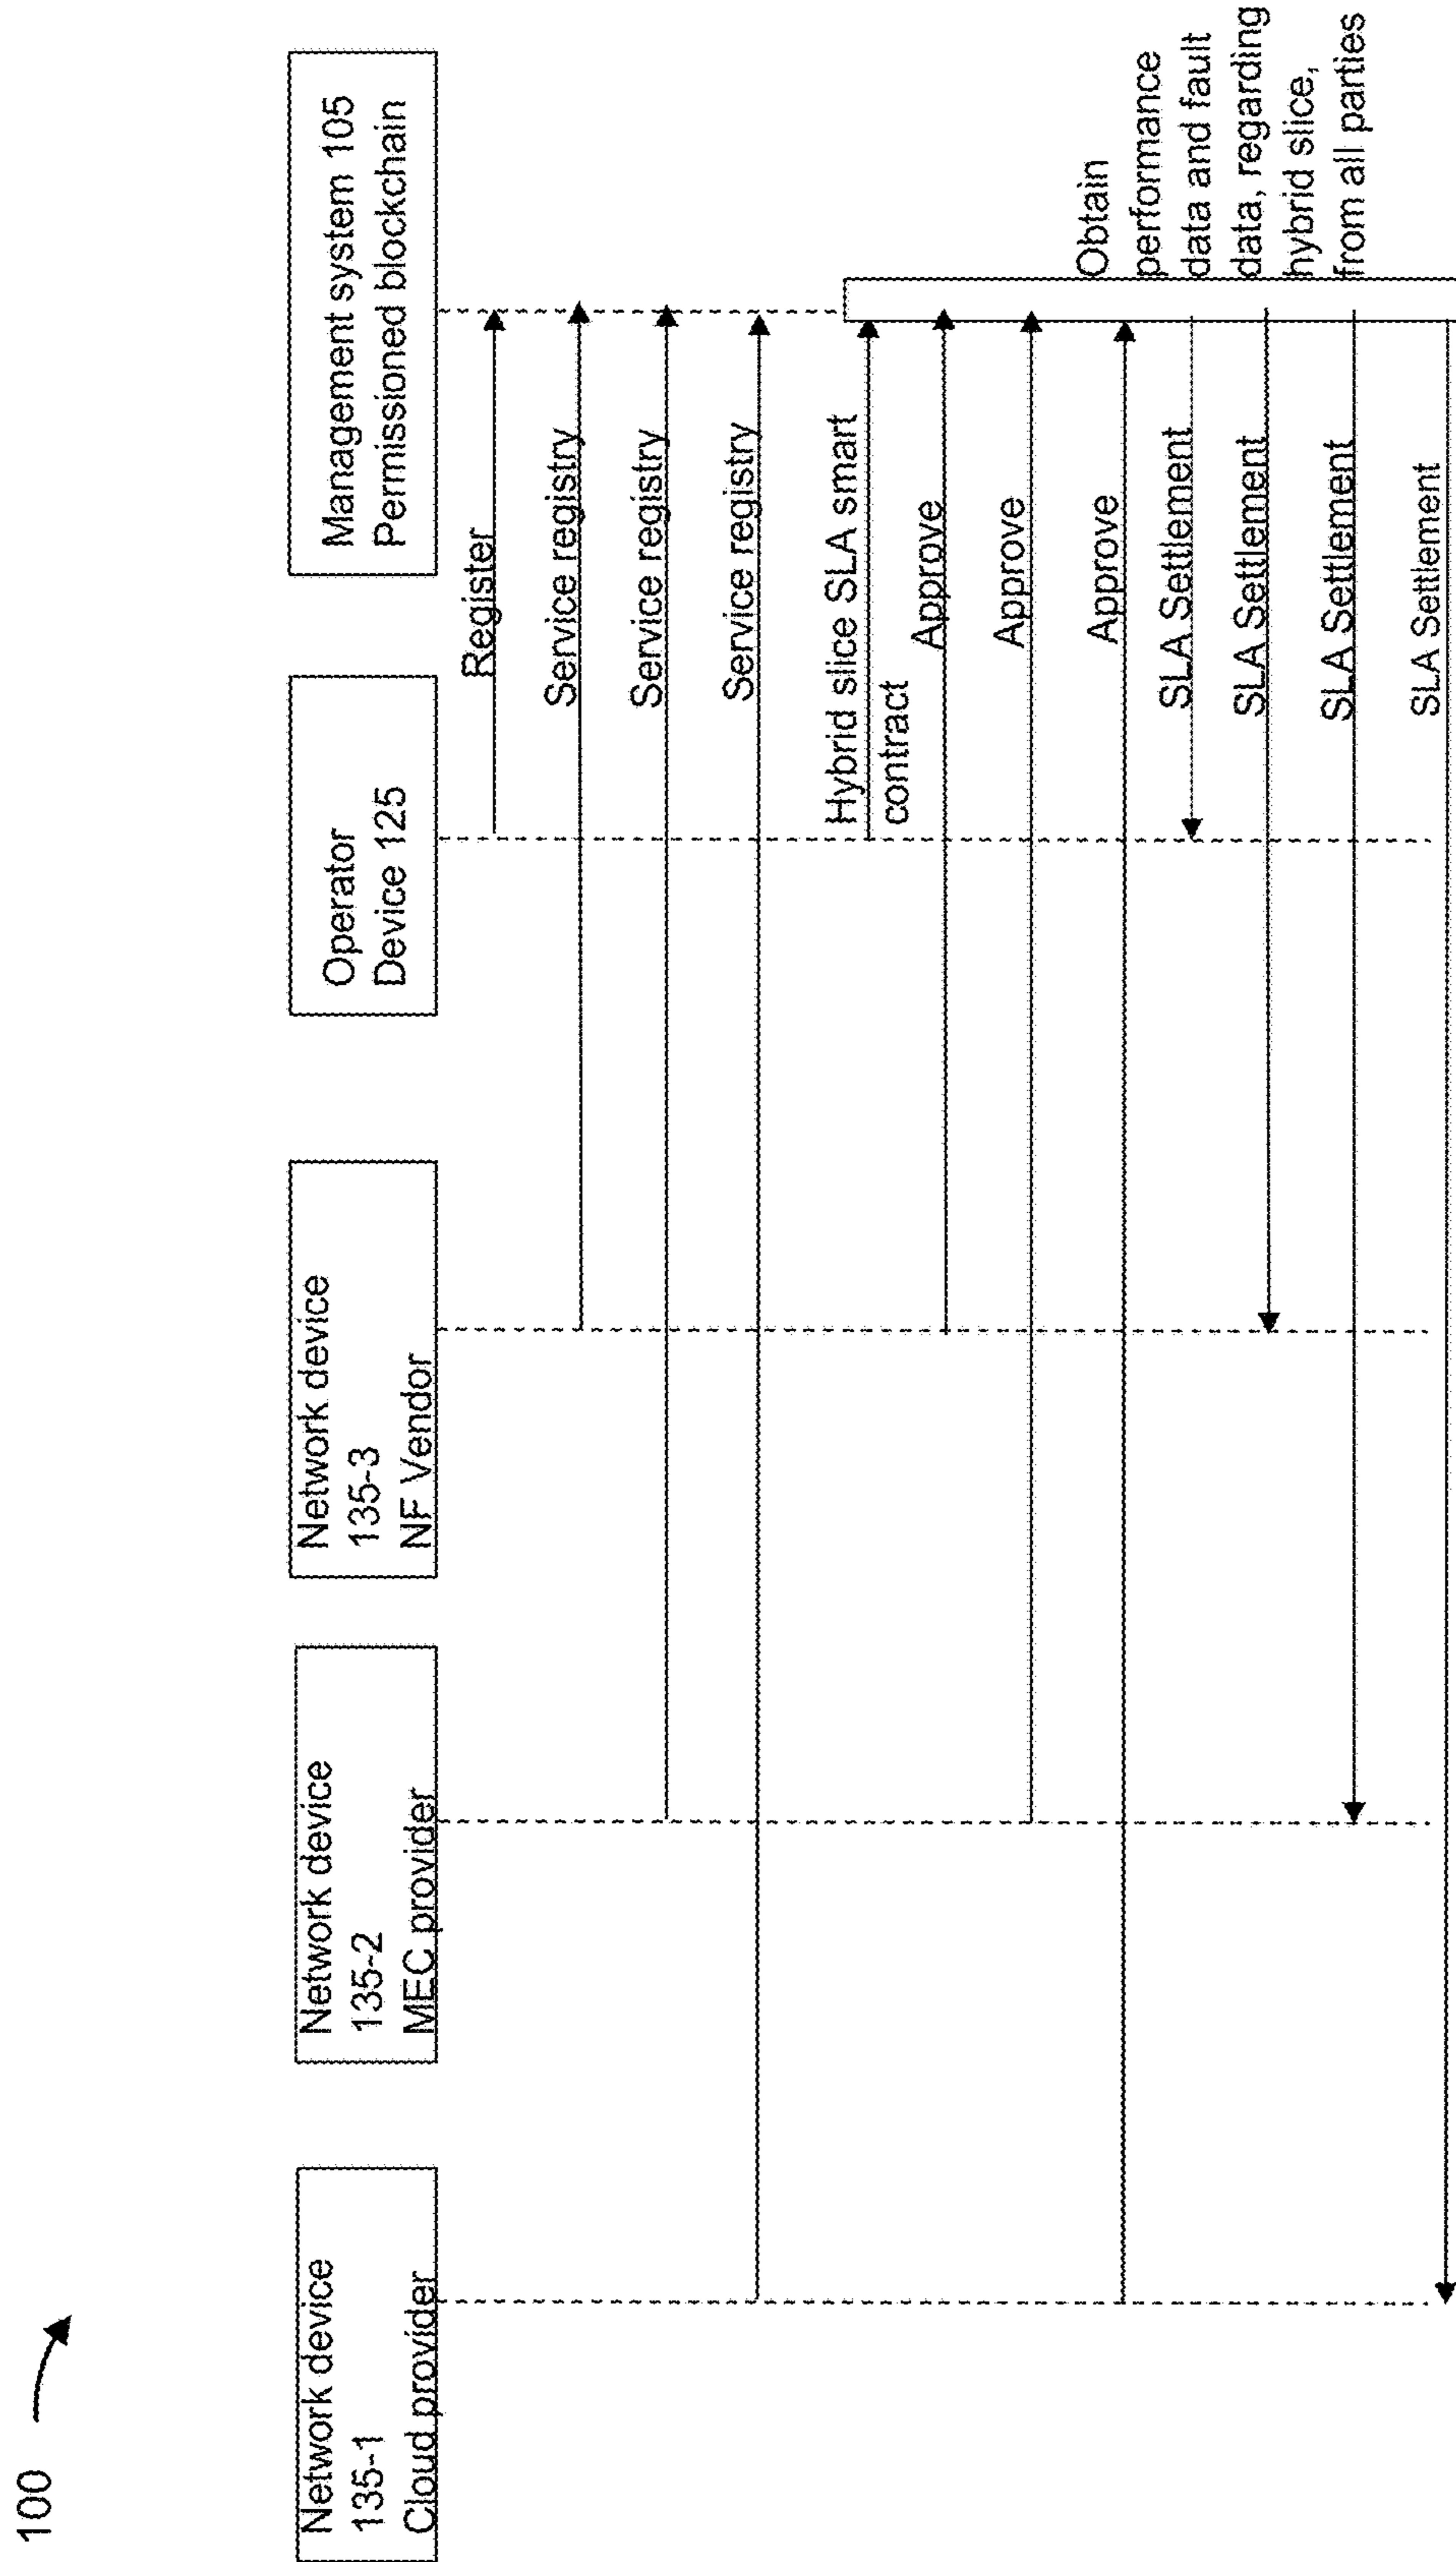 100
Network device
135-1
Cloud provider
Network device
135-2
MEC provider
Network device
135-3
NF Vendor
Operator
Device 125
Management system 105
Permissioned blockchain
Register
Service registry
Service registry
Service registry
Hybrid slice SLA smart
contract
Approve
Approve
Approve
Obtain
performance
data and fault
data, regarding
hybrid slice,
from all parties
SLA Settlement
SLA Settlement
SLA Settlement
SLA Settlement